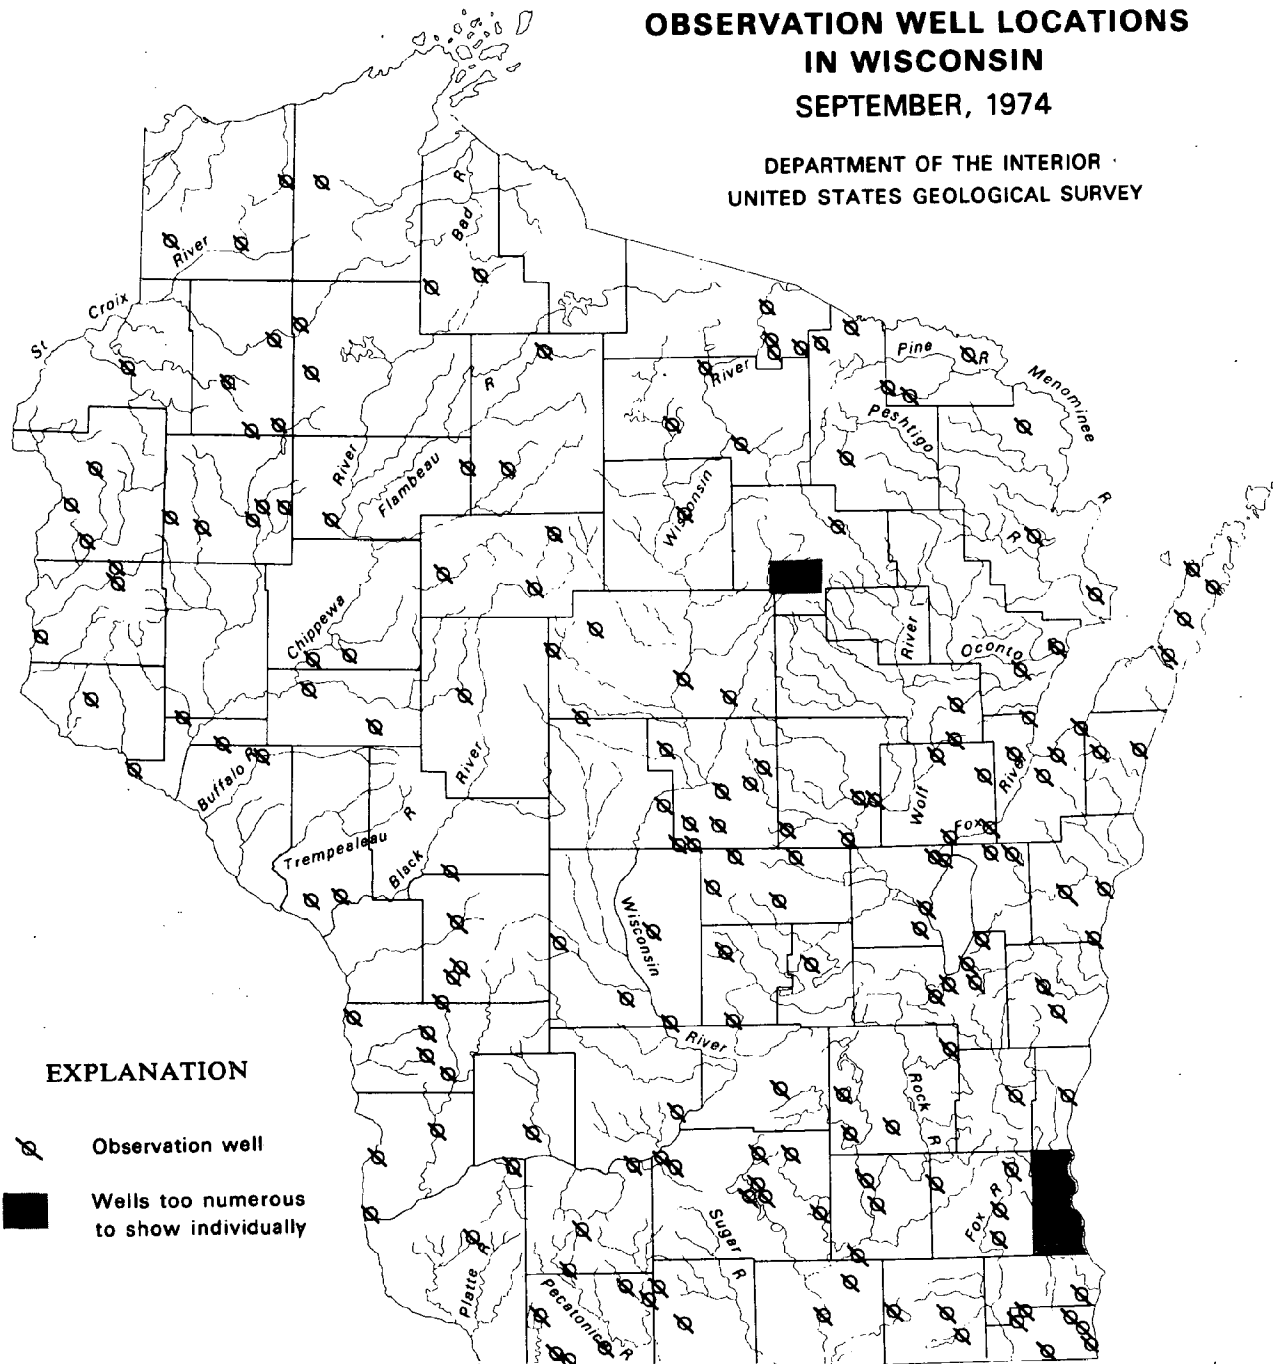 OBSERVATION WELL LOCATIONS
IN WISCONSIN
SEPTEMBER, 1974
DEPARTMENT OF THE INTERIOR
UNITED STATES GEOLOGICAL SURVEY
Bad R
River
St Croix
Pine R
River
Menominee
R
Peshtigo
River
Flambeau
R
Wisconsin
R
Chippewa
River
Oconto
River
Buffalo R
River
Wolf
Fox
Trempealeau
Black
R
Wisconsin
River
Rock
R
EXPLANATION
Observation well
Wells too numerous
to show individually
Fox R
Sugar
R
Platte R
Pecatonica
R